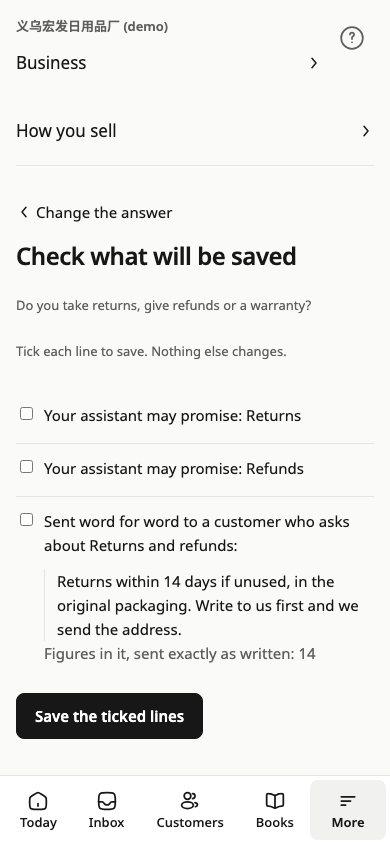 义乌宏发日用品厂 (demo)
Business
How you sell
Change the answer
Check what will be saved
Do you take returns, give refunds or a warranty?
Tick each line to save. Nothing else changes.
Your assistant may promise: Returns
Your assistant may promise: Refunds
Sent word for word to a customer who asks
about Returns and refunds:
Returns within 14 days if unused, in the
original packaging. Write to us first and we
send the address.
Figures in it, sent exactly as written: 14
Save the ticked lines
Today
Inbox
Customers
Books
More